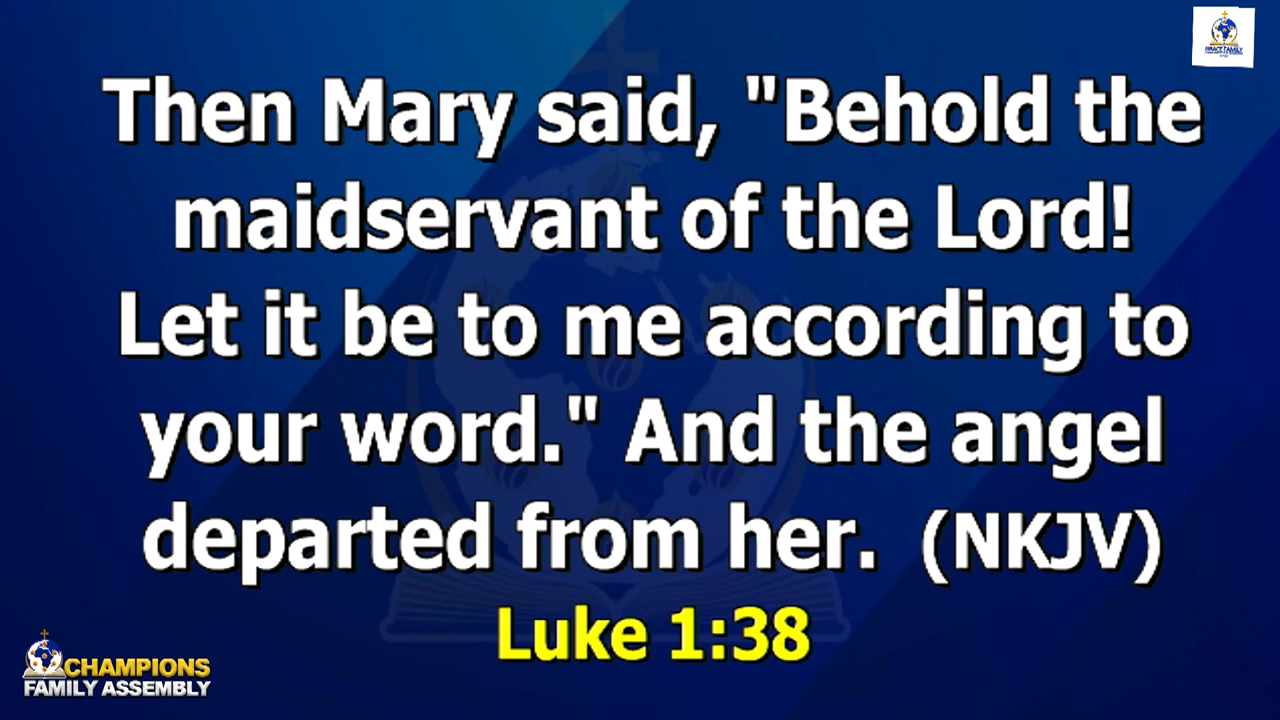 Then Mary said, "Behold the
maidservant of the Lord!
Let it be to me according to
your word." And the angel
departed from her. (NKJV)
Luke 1:38
CHAMPIONS
FAMILY ASSEMBLY